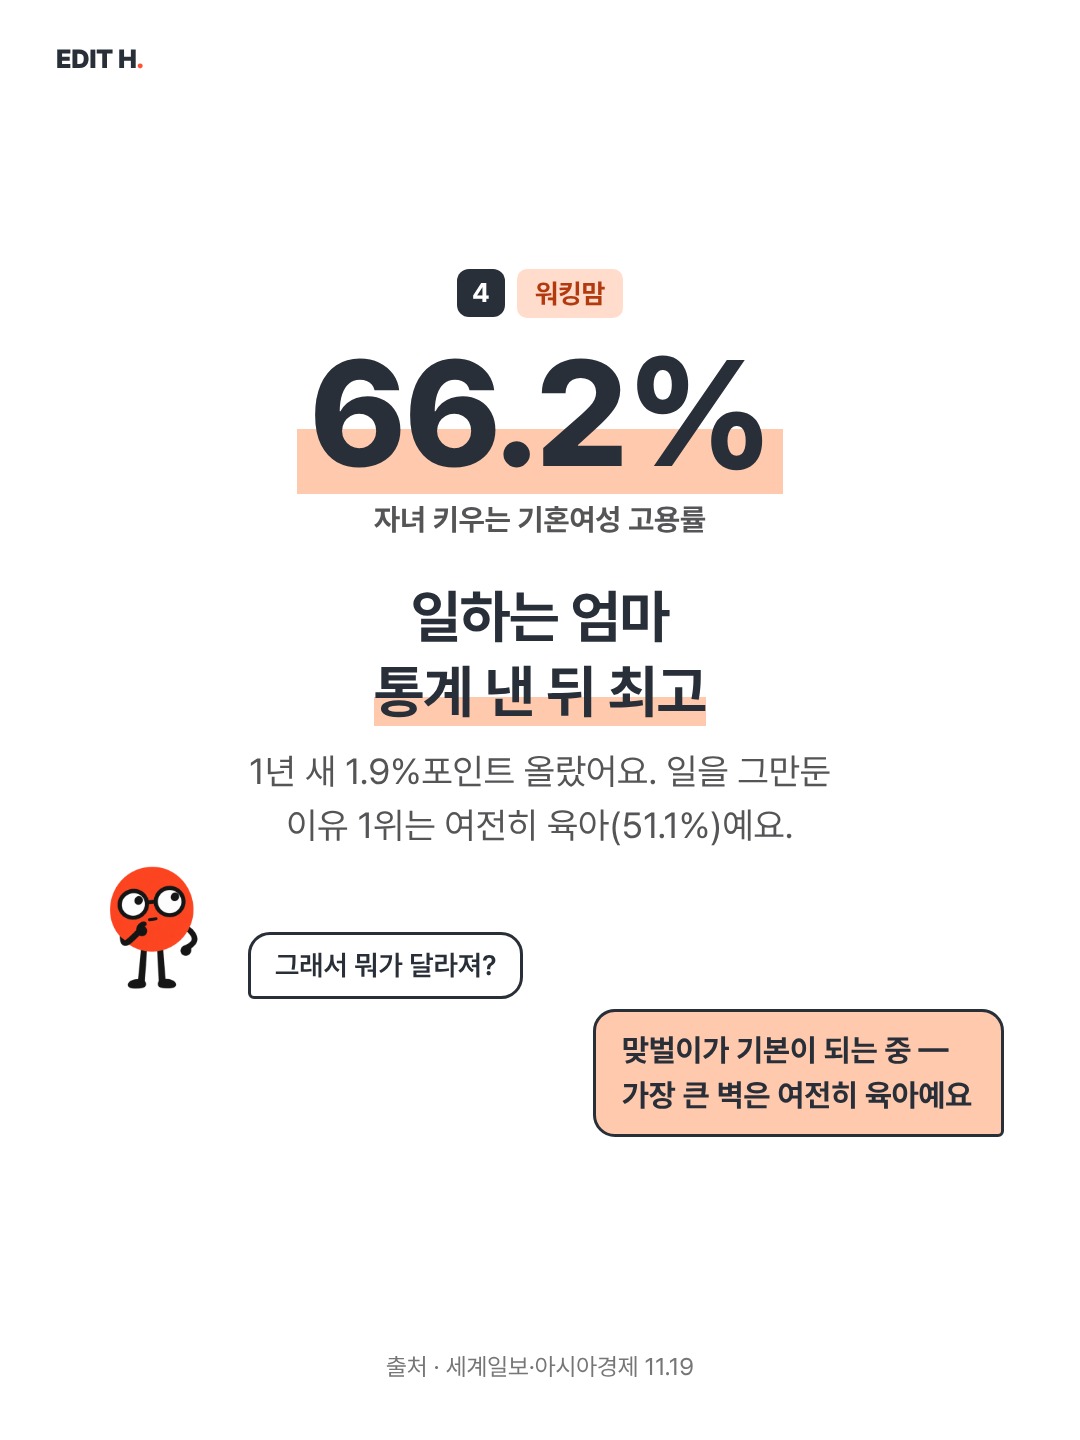 EDIT H.
4 워킹맘
66.2%
자녀 키우는 기혼여성 고용률
일하는 엄마
통계 낸 뒤 최고
1년 새 1.9%포인트 올랐어요. 일을 그만둔
이유 1위는 여전히 육아(51.1%)예요.
그래서 뭐가 달라져?
맞벌이가 기본이 되는 중 —
가장 큰 벽은 여전히 육아예요
출처 · 세계일보·아시아경제 11.19